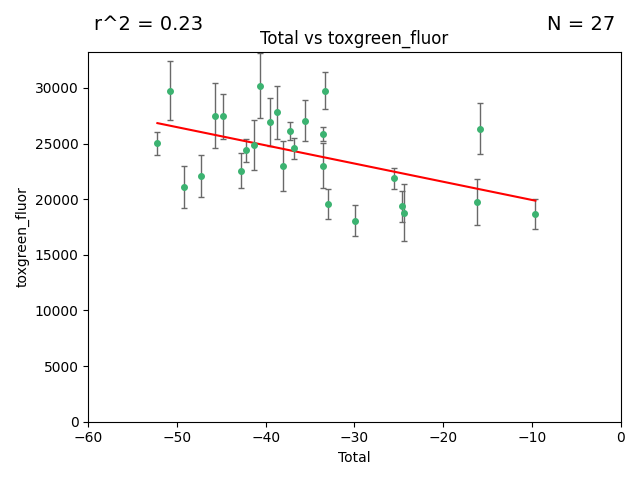 r^2 = 0.23
N = 27
Total vs toxgreen_fluor
30000
25000
20000
15000
10000
5000
0
toxgreen_fluor
−60
−50
−40
−30
−20
−10
0
Total